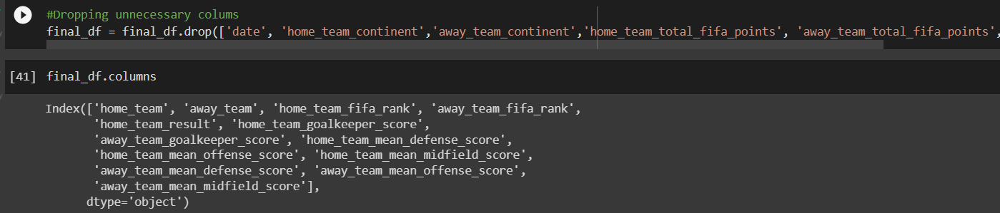 #Dropping unnecessary colums
final_df = final_df.drop(['date', 'home_team_continent','away_team_continent','home_team_total_fifa_points', 'away_team_total_fifa_points',
[41] final_df.columns
Index(['home_team', 'away_team', 'home_team_fifa_rank', 'away_team_fifa_rank',
'home_team_result', 'home_team_goalkeeper_score',
'away_team_goalkeeper_score', 'home_team_mean_defense_score',
'home_team_mean_offense_score', 'home_team_mean_midfield_score',
'away_team_mean_defense_score', 'away_team_mean_offense_score',
'away_team_mean_midfield_score'],
dtype='object')